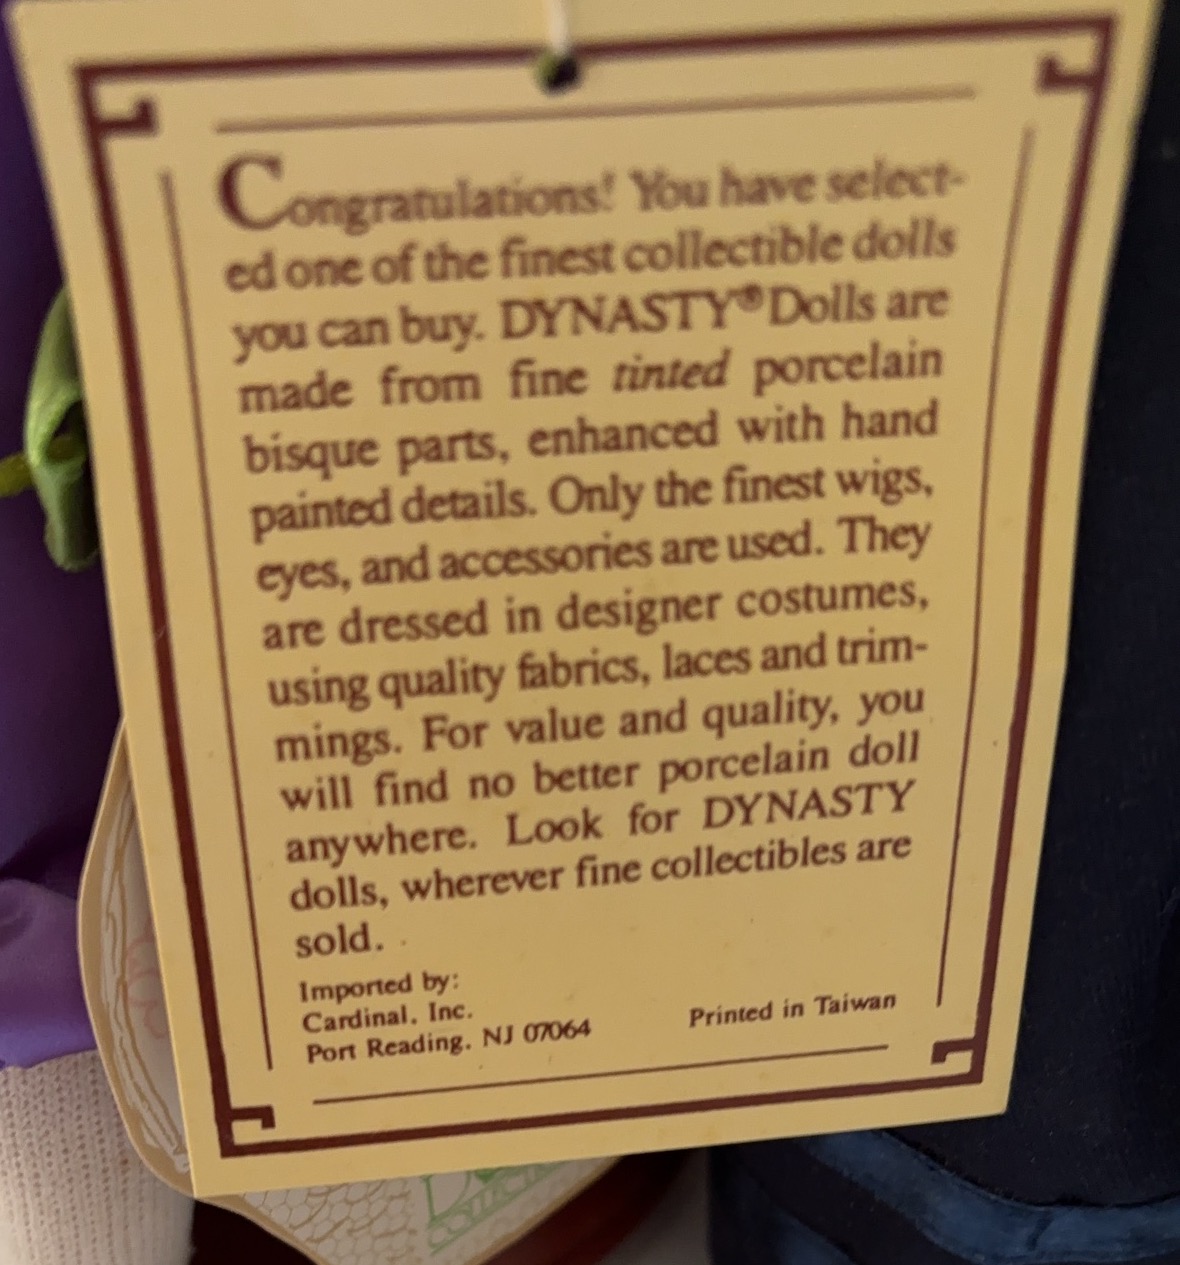 Congratulations! You have select-
ed one of the finest collectible dolls
you can buy. DYNASTY® Dolls are
made from fine tinted porcelain
bisque parts, enhanced with hand
painted details. Only the finest wigs,
eyes, and accessories are used. They
are dressed in designer costumes,
using quality fabrics, laces and trim-
mings. For value and quality, you
will find no better porcelain doll
anywhere. Look for DYNASTY
dolls, wherever fine collectibles are
sold.
Imported by:
Cardinal, Inc.
Port Reading, NJ 07064
Printed in Taiwan